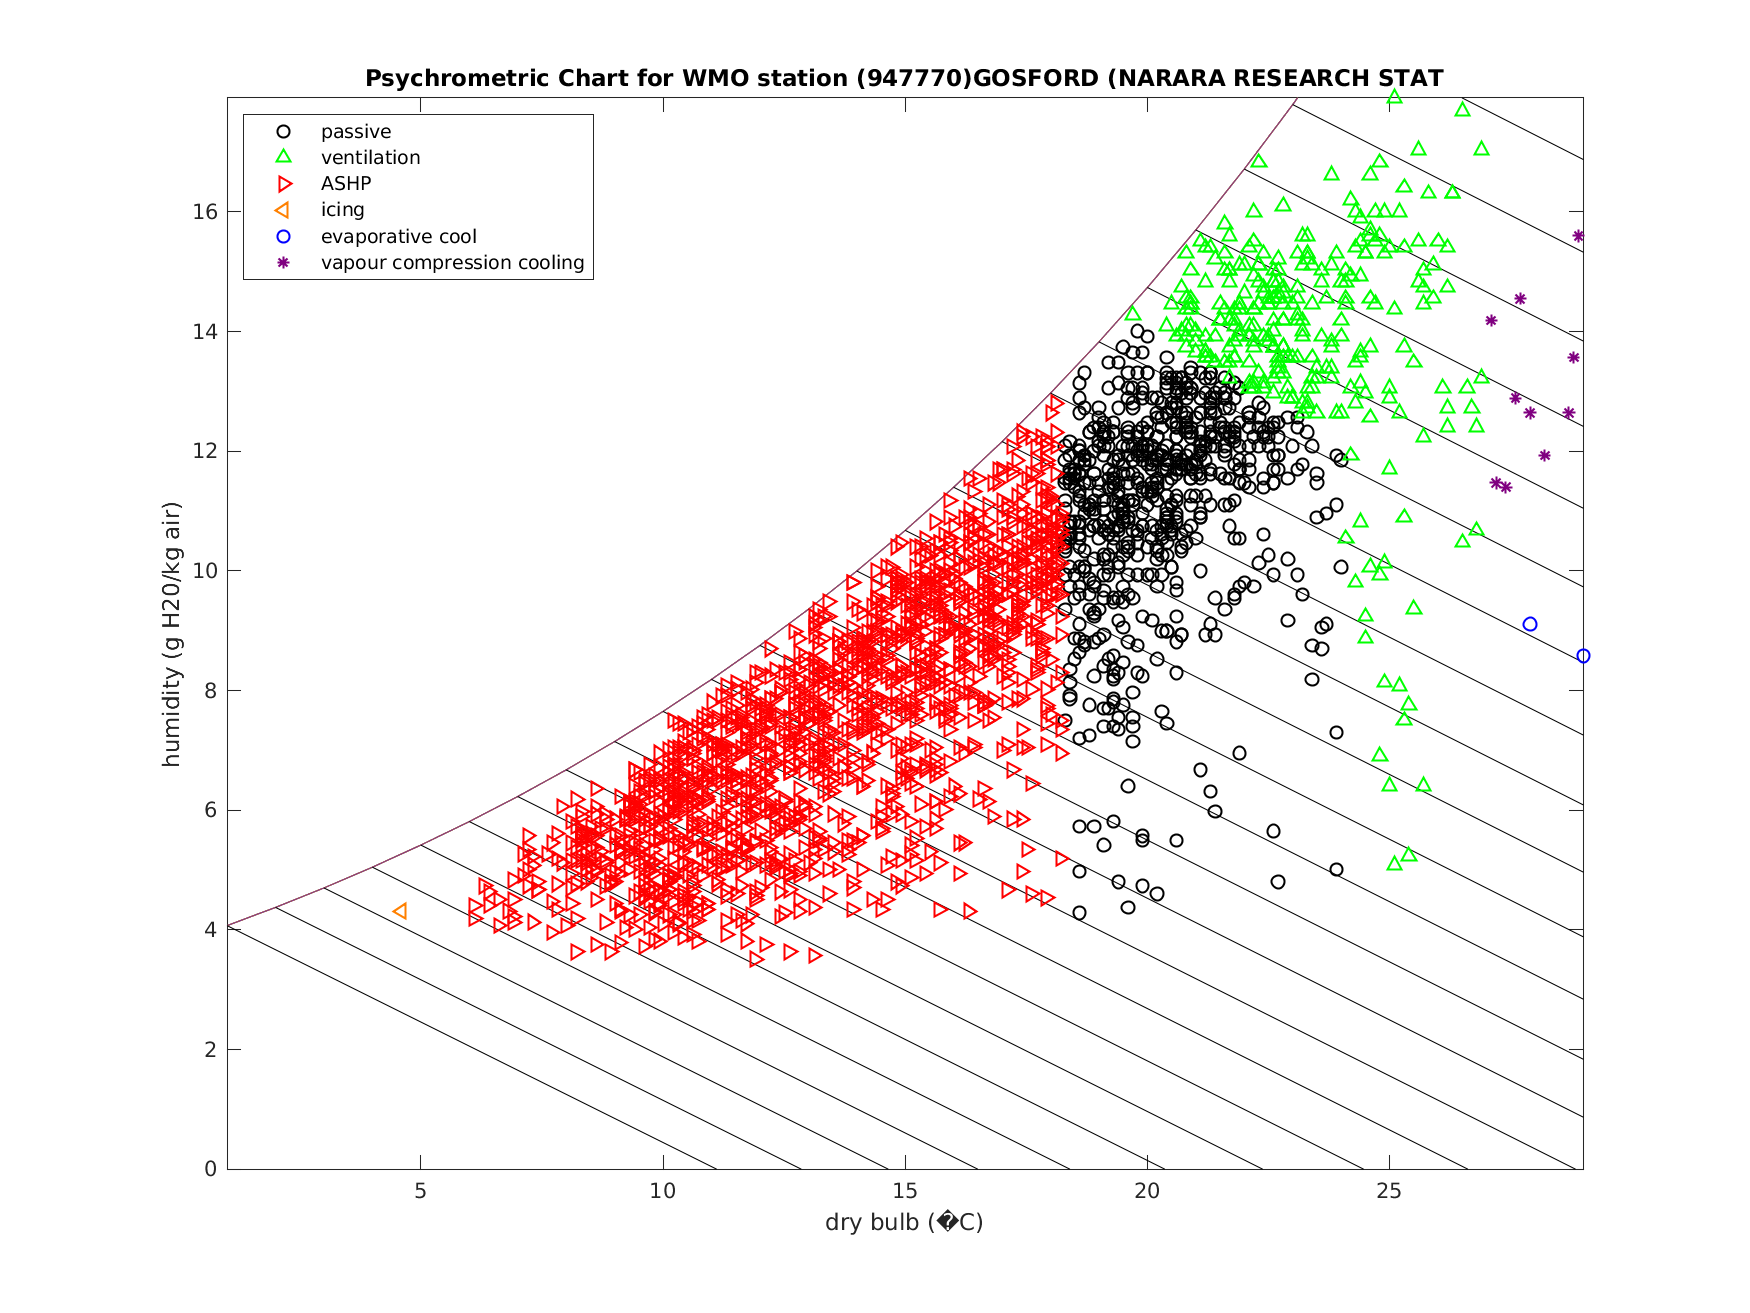 Psychrometric Chart for WMO station (947770)GOSFORD (NARARA RESEARCH STAT
passive
ventilation
ASHP
icing
evaporative cool
vapour compression cooling
humidity (g H20/kg air)
16
14
12
10
8
6
4
2
0
5
10
15
20
25
dry bulb (�C)